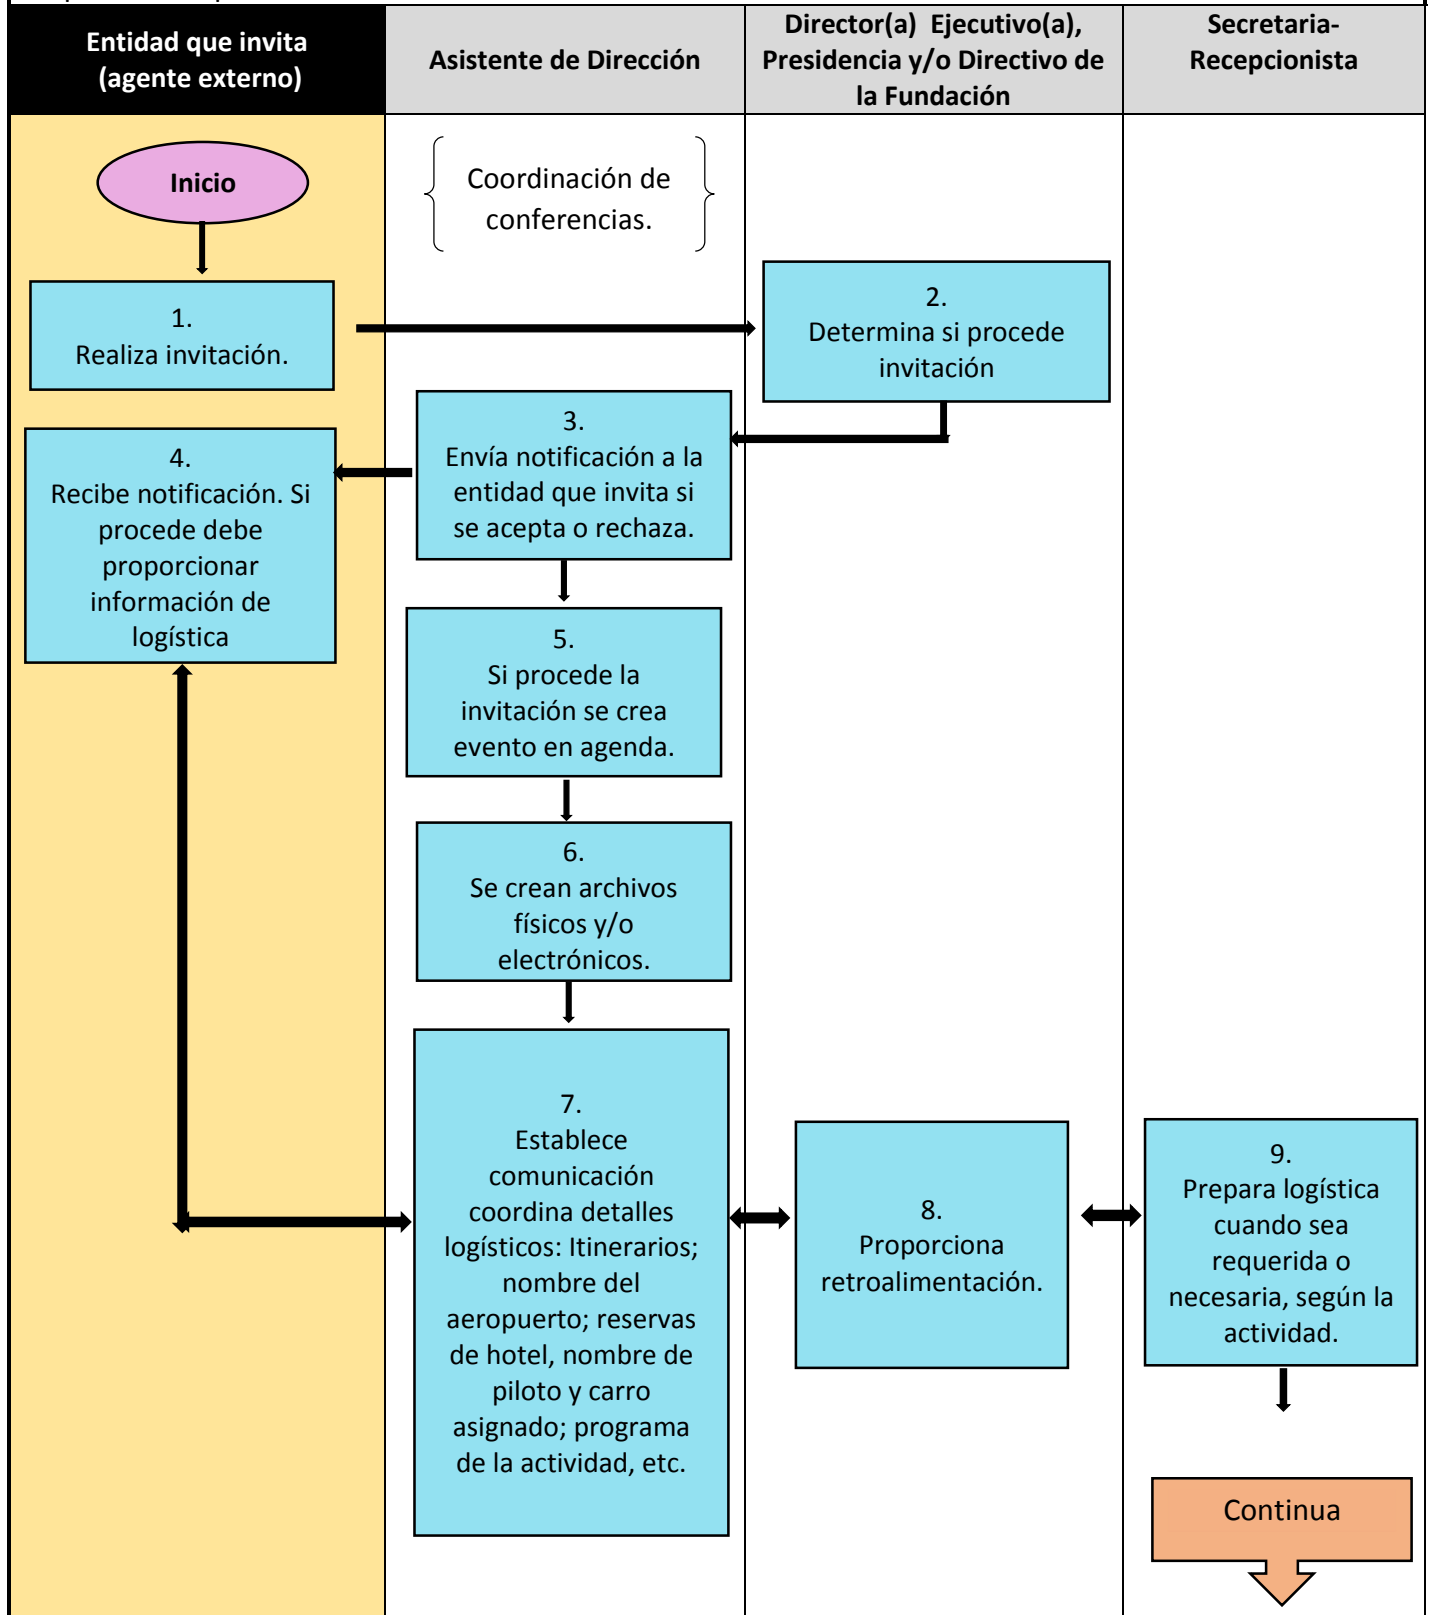 Entidad que invita
(agente externo)
Asistente de Dirección
Director(a) Ejecutivo(a),
Presidencia y/o Directivo de
la Fundación
Secretaria-
Recepcionista
Inicio
Coordinación de
conferencias.
1.
Realiza invitación.
2.
Determina si procede
invitación
3.
Envía notificación a la
entidad que invita si
se acepta o rechaza.
4.
Recibe notificación. Si
procede debe
proporcionar
información de
logística
5.
Si procede la
invitación se crea
evento en agenda.
6.
Se crean archivos
físicos y/o
electrónicos.
7.
Establece
comunicación
coordina detalles
logísticos: Itinerarios;
nombre del
aeropuerto; reservas
de hotel, nombre de
piloto y carro
asignado; programa
de la actividad, etc.
8.
Proporciona
retroalimentación.
9.
Prepara logística
cuando sea
requerida o
necesaria, según la
actividad.
Continua